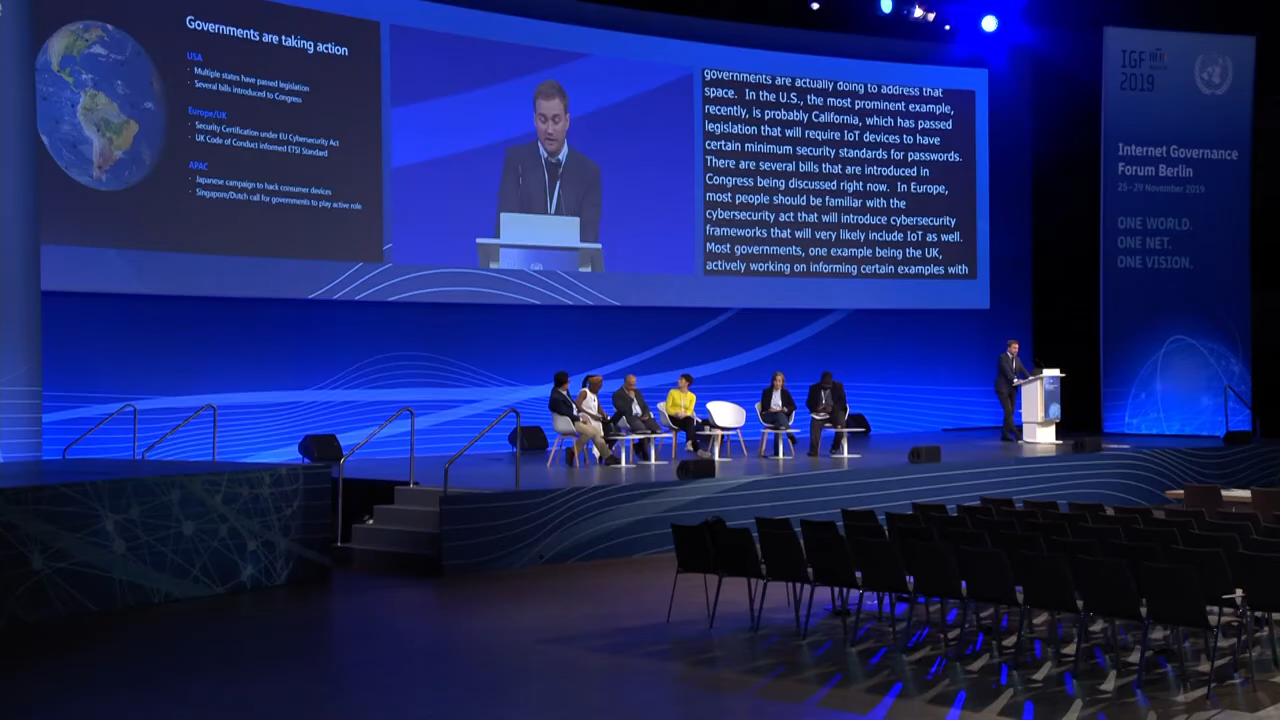 Governments are taking action
USA
· Multiple states have passed legislation
· Several bills introduced to Congress
Europe/UK
· Security Certification under EU Cybersecurity Act
· UK Code of Conduct informed ETSI Standard
APAC
· Japanese campaign to hack consumer devices
· Singapore/Dutch call for governments to play active role
governments are actually doing to address that
space. In the U.S., the most prominent example,
recently, is probably California, which has passed
legislation that will require IoT devices to have
certain minimum security standards for passwords.
There are several bills that are introduced in
Congress being discussed right now. In Europe,
most people should be familiar with the
cybersecurity act that will introduce cybersecurity
frameworks that will very likely include IoT as well.
Most governments, one example being the UK,
actively working on informing certain examples with
IGF
2019
Internet Governance
Forum Berlin
25–29 November 2019
ONE WORLD.
ONE NET.
ONE VISION.